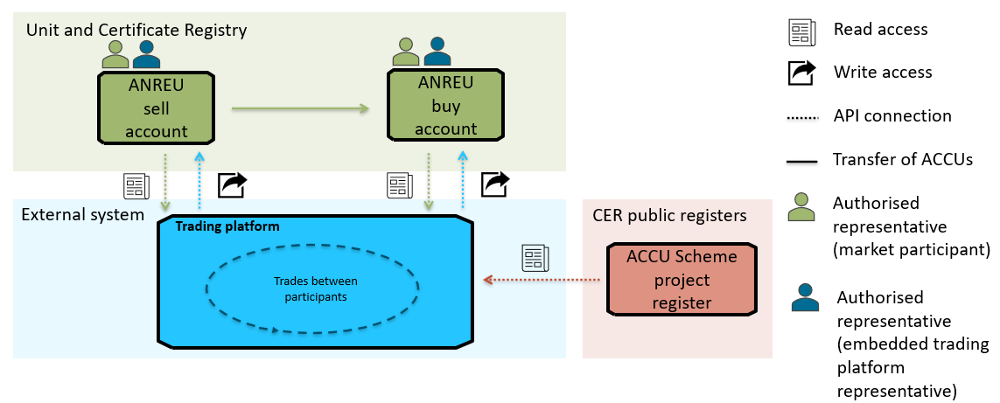 Unit and Certificate Registry
ANREU
sell
account
ANREU
buy
account
External system
Trading platform
Trades between
participants
CER public registers
ACCU Scheme
project
register
Read access
Write access
API connection
Transfer of ACCUs
Authorised
representative
(market participant)
Authorised
representative
(embedded trading
platform
representative)